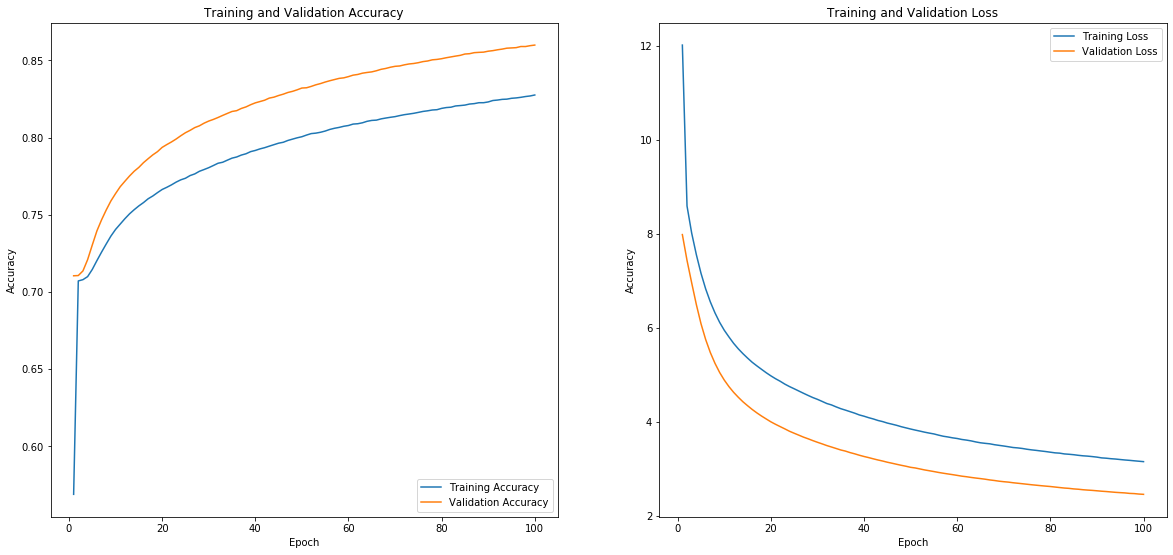 Training and Validation Accuracy
Accuracy
0.85
0.80
0.75
0.70
0.65
0.60
Training Accuracy
Validation Accuracy
0 20 40 60 80 100
Epoch
Training and Validation Loss
Training Loss
Validation Loss
Accuracy
12
10
8
6
4
2
0 20 40 60 80 100
Epoch